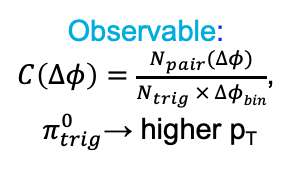 Observable:
C(Δϕ) = N_pair(Δϕ) / N_trig × Δϕ_bin,
π⁰_trig → higher p_T